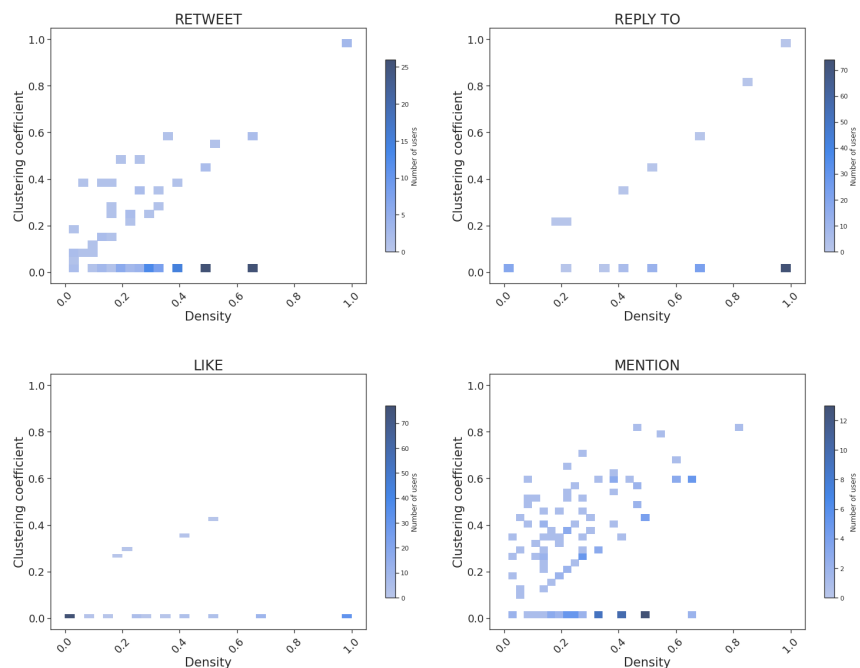 RETWEET
1.0
0.8
0.6
0.4
0.2
0.0
Clustering coefficient
0.0 0.2 0.4 0.6 0.8 1.0
Density
25
20
15
10
5
0
Number of users
REPLY TO
1.0
0.8
0.6
0.4
0.2
0.0
Clustering coefficient
0.0 0.2 0.4 0.6 0.8 1.0
Density
70
60
50
40
30
20
10
0
Number of users
LIKE
1.0
0.8
0.6
0.4
0.2
0.0
Clustering coefficient
0.0 0.2 0.4 0.6 0.8 1.0
Density
70
60
50
40
30
20
10
0
Number of users
MENTION
1.0
0.8
0.6
0.4
0.2
0.0
Clustering coefficient
0.0 0.2 0.4 0.6 0.8 1.0
Density
12
10
8
6
4
2
0
Number of users